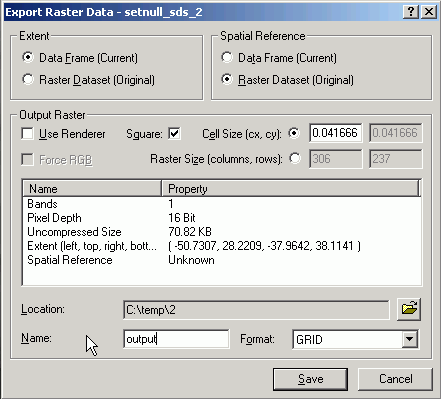 Export Raster Data - setnull_sds_2
Extent
Data Frame (Current)
Raster Dataset (Original)
Spatial Reference
Data Frame (Current)
Raster Dataset (Original)
Output Raster
Use Renderer Square: Cell Size (cx, cy): 0.041666 0.041666
Force RGB Raster Size (columns, rows): 306 237
Name Property
Bands 1
Pixel Depth 16 Bit
Uncompressed Size 70.82 KB
Extent (left, top, right, bott... ( -50.7307, 28.2209, -37.9642, 38.1141 )
Spatial Reference Unknown
Location: C:\temp\2
Name: output Format: GRID
Save Cancel